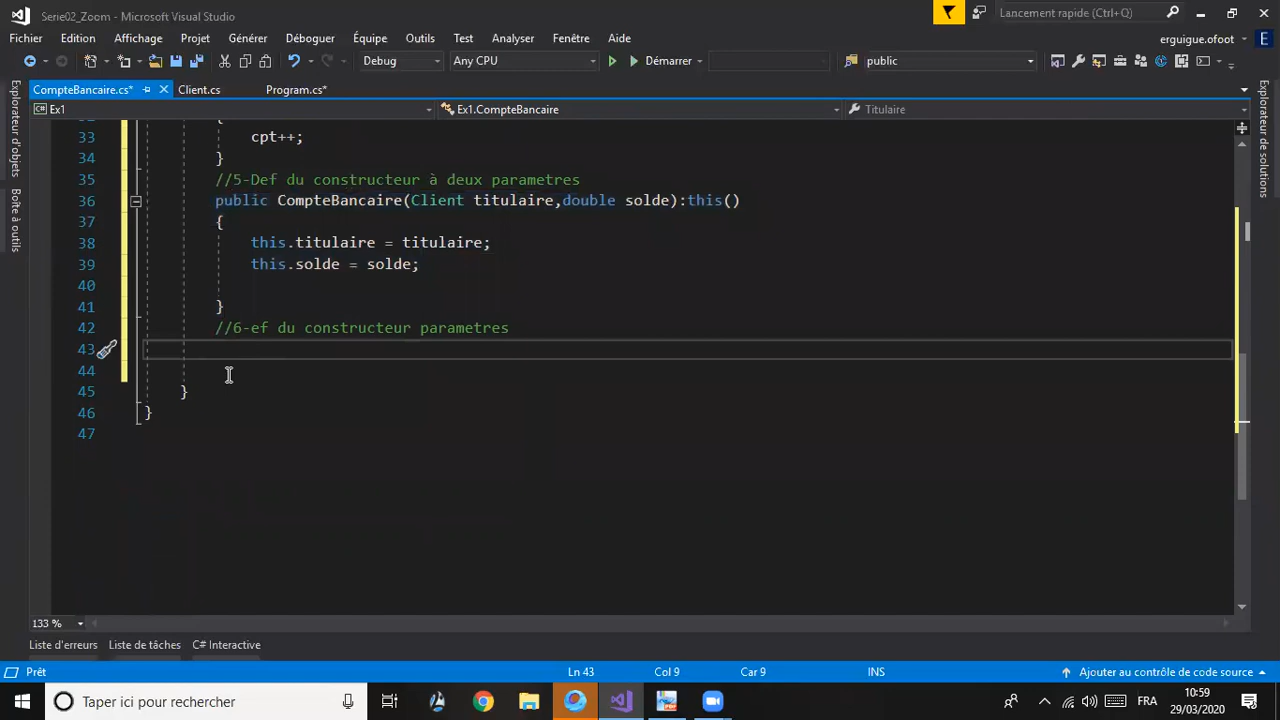 Serie02_Zoom - Microsoft Visual Studio
Lancement rapide (Ctrl+Q)
Fichier Edition Affichage Projet Générer Déboguer Équipe Outils Test Analyser Fenêtre Aide
erguigue.ofoot E
Debug Any CPU Démarrer public
CompteBancaire.cs* Client.cs Program.cs*
Ex1 Ex1.CompteBancaire Titulaire
Explorateur d'objets
Boîte à outils
Explorateur de solutions
{
33 cpt++;
34 }
35 //5-Def du constructeur à deux parametres
36 public CompteBancaire(Client titulaire,double solde):this()
37 {
38 this.titulaire = titulaire;
39 this.solde = solde;
40
41 }
42 //6-ef du constructeur parametres
43
44
45 }
46 }
47
133 %
Liste d'erreurs Liste de tâches C# Interactive
Prêt Ln 43 Col 9 Car 9 INS Ajouter au contrôle de code source
Taper ici pour rechercher
FRA
10:59
29/03/2020